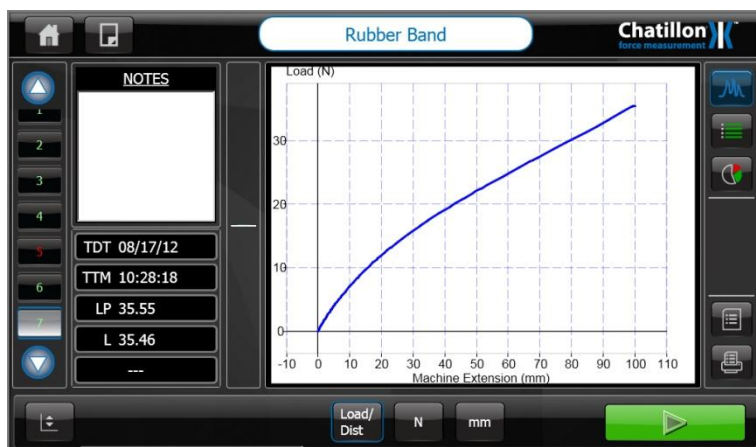 Rubber Band
Chatillon
force measurement
NOTES
1
2
3
4
5
6
7
TDT 08/17/12
TTM 10:28:18
LP 35.55
L 35.46
---
Load (N)
30
20
10
0
-10 0 10 20 30 40 50 60 70 80 90 100 110
Machine Extension (mm)
Load/
Dist
N
mm